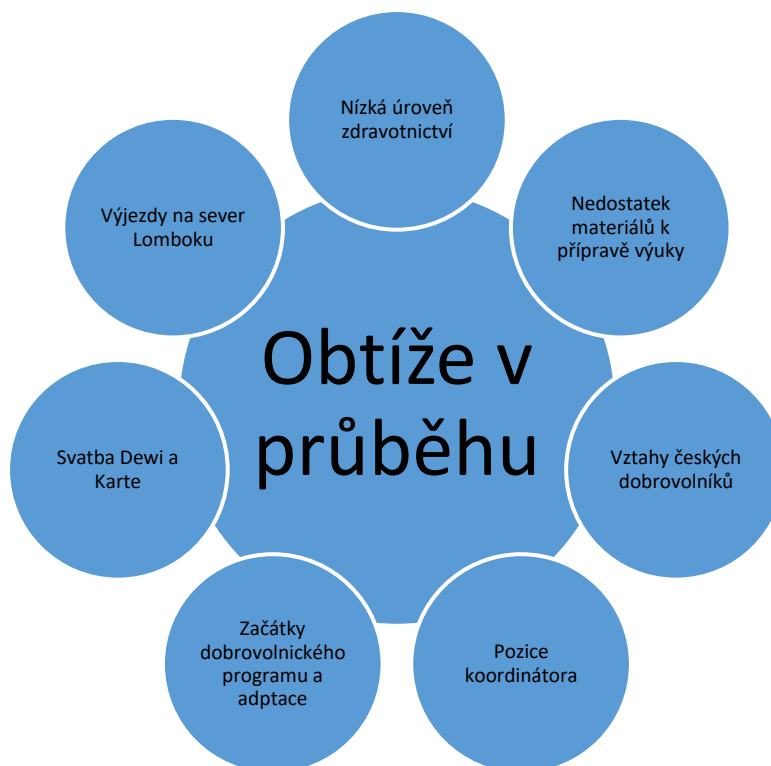 Nízká úroveň
zdravotnictví
Nedostatek
materiálů k
přípravě výuky
Vztahy českých
dobrovolníků
Pozice
koordinátora
Začátky
dobrovolnického
programu a
adptace
Svatba Dewi a
Karte
Výjezdy na sever
Lomboku
Obtíže v
průběhu